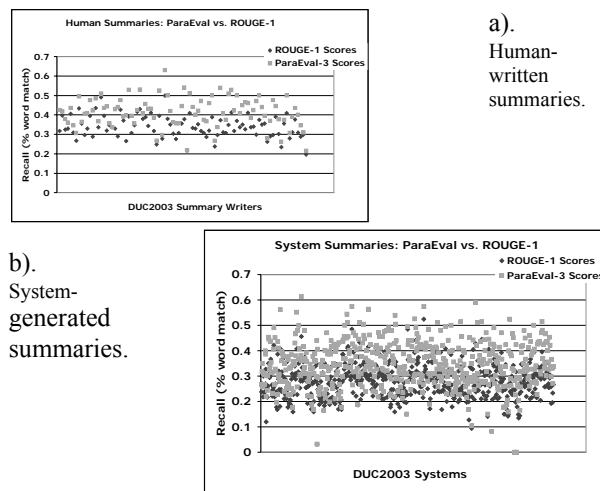 Human Summaries: ParaEval vs. ROUGE-1
ROUGE-1 Scores
ParaEval-3 Scores
Recall (% word match)
0.7
0.6
0.5
0.4
0.3
0.2
0.1
0
DUC2003 Summary Writers
a).
Human-
written
summaries.
b).
System-
generated
summaries.
System Summaries: ParaEval vs. ROUGE-1
ROUGE-1 Scores
ParaEval-3 Scores
Recall (% word match)
0.7
0.6
0.5
0.4
0.3
0.2
0.1
0
DUC2003 Systems